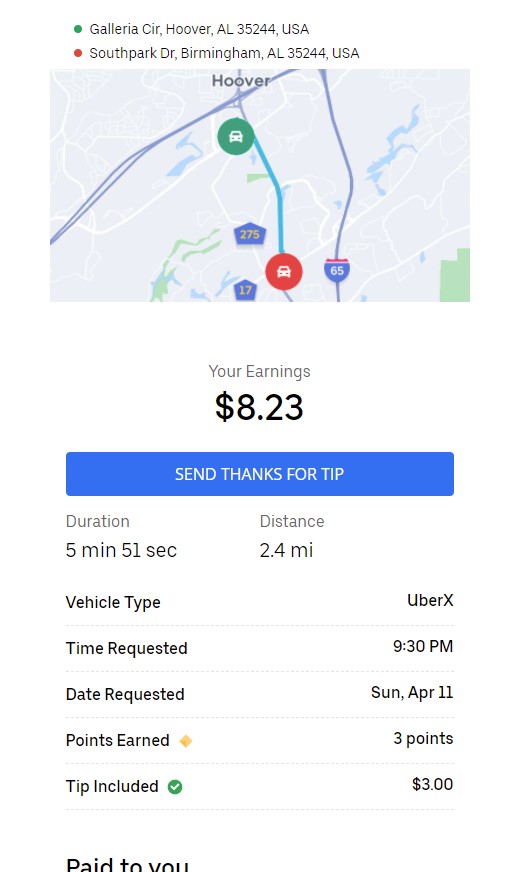 Galleria Cir, Hoover, AL 35244, USA
Southpark Dr, Birmingham, AL 35244, USA
Hoover
275
65
17
Your Earnings
$8.23
SEND THANKS FOR TIP
Duration Distance
5 min 51 sec 2.4 mi
Vehicle Type UberX
Time Requested 9:30 PM
Date Requested Sun, Apr 11
Points Earned 3 points
Tip Included $3.00
Paid to you